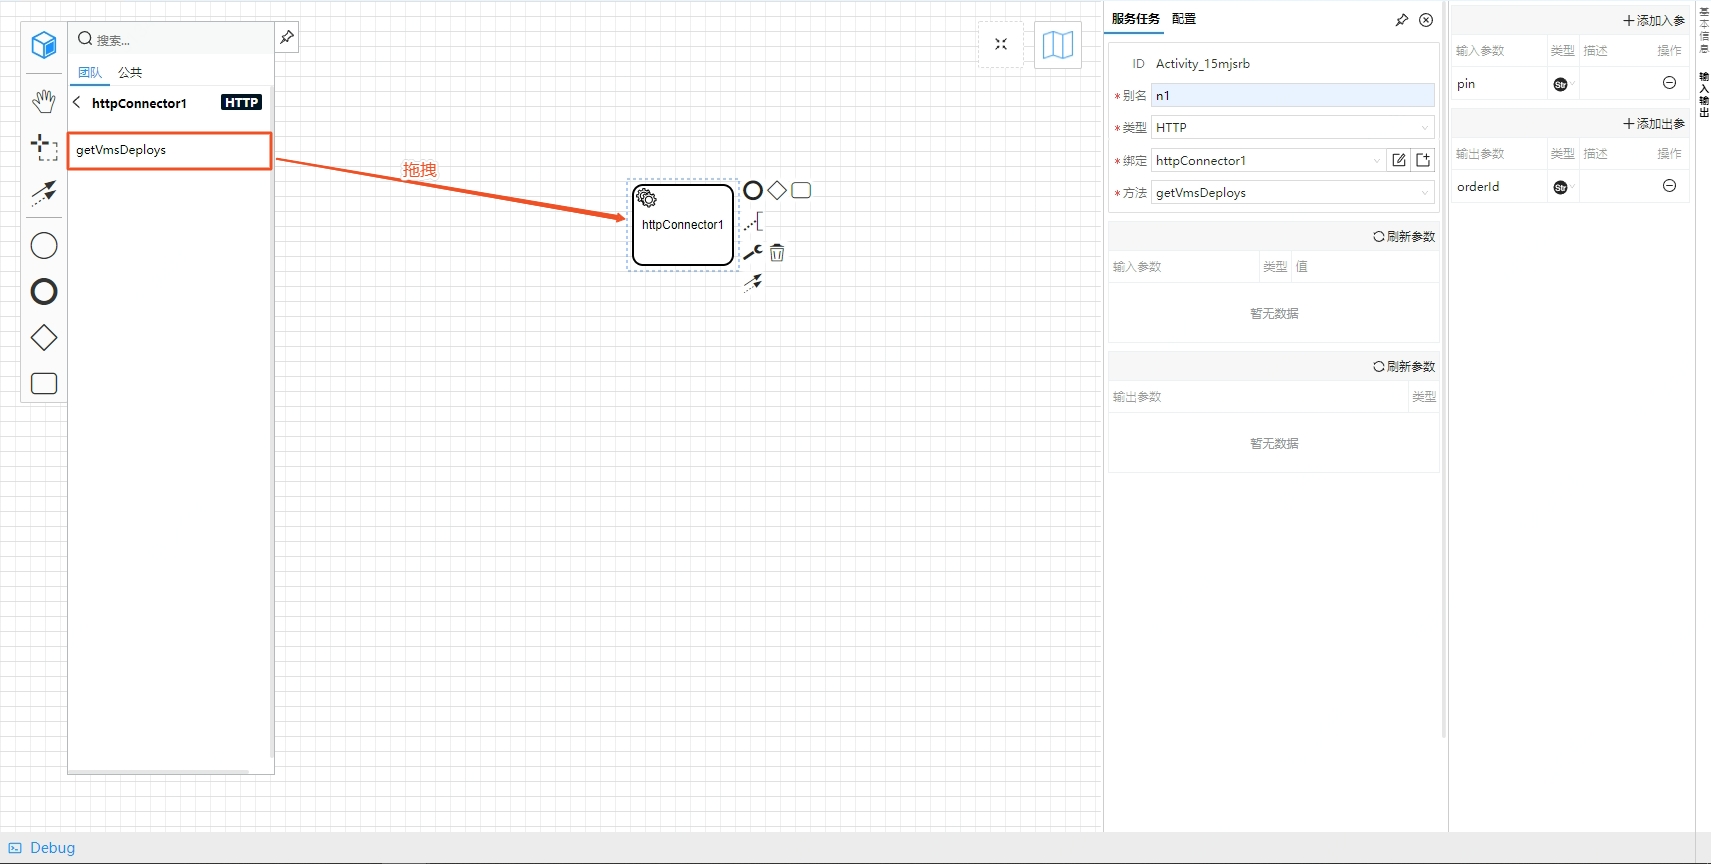 搜索...
团队 公共
httpConnector1 HTTP
getVmsDeploys
拖拽
httpConnector1
服务任务 配置
ID Activity_15mjsrb
*别名 n1
*类型 HTTP
*绑定 httpConnector1
*方法 getVmsDeploys
刷新参数
输入参数 类型 值
暂无数据
刷新参数
输出参数 类型
暂无数据
添加入参
输入参数 类型 描述 操作
pin Str
添加出参
输出参数 类型 描述 操作
orderId Str
基本信息
输入输出
Debug